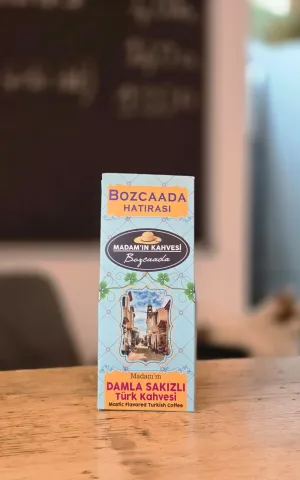 BOZCAADA
HATIRASI
MADAM'IN KAHVESİ
Bozcaada
Madam'ın
DAMLA SAKIZLI
Türk Kahvesi
Mastic Flavored Turkish Coffee